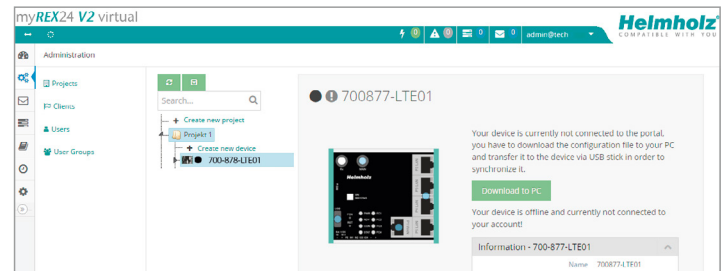 myREX24 V2 virtual
Helmholz®
COMPATIBLE WITH YOU
0 0 0 0 admin@tech
Administration
Projects
Clients
Users
User Groups
Search...
Create new project
Projekt 1
Create new device
700-878-LTE01
700877-LTE01
Helmholz
Your device is currently not connected to the portal,
you have to download the configuration file to your PC
and transfer it to the device via USB stick in order to
synchronize it.
Download to PC
Your device is offline and currently not connected to
your account!
Information - 700-877-LTE01
Name 700877-LTE01